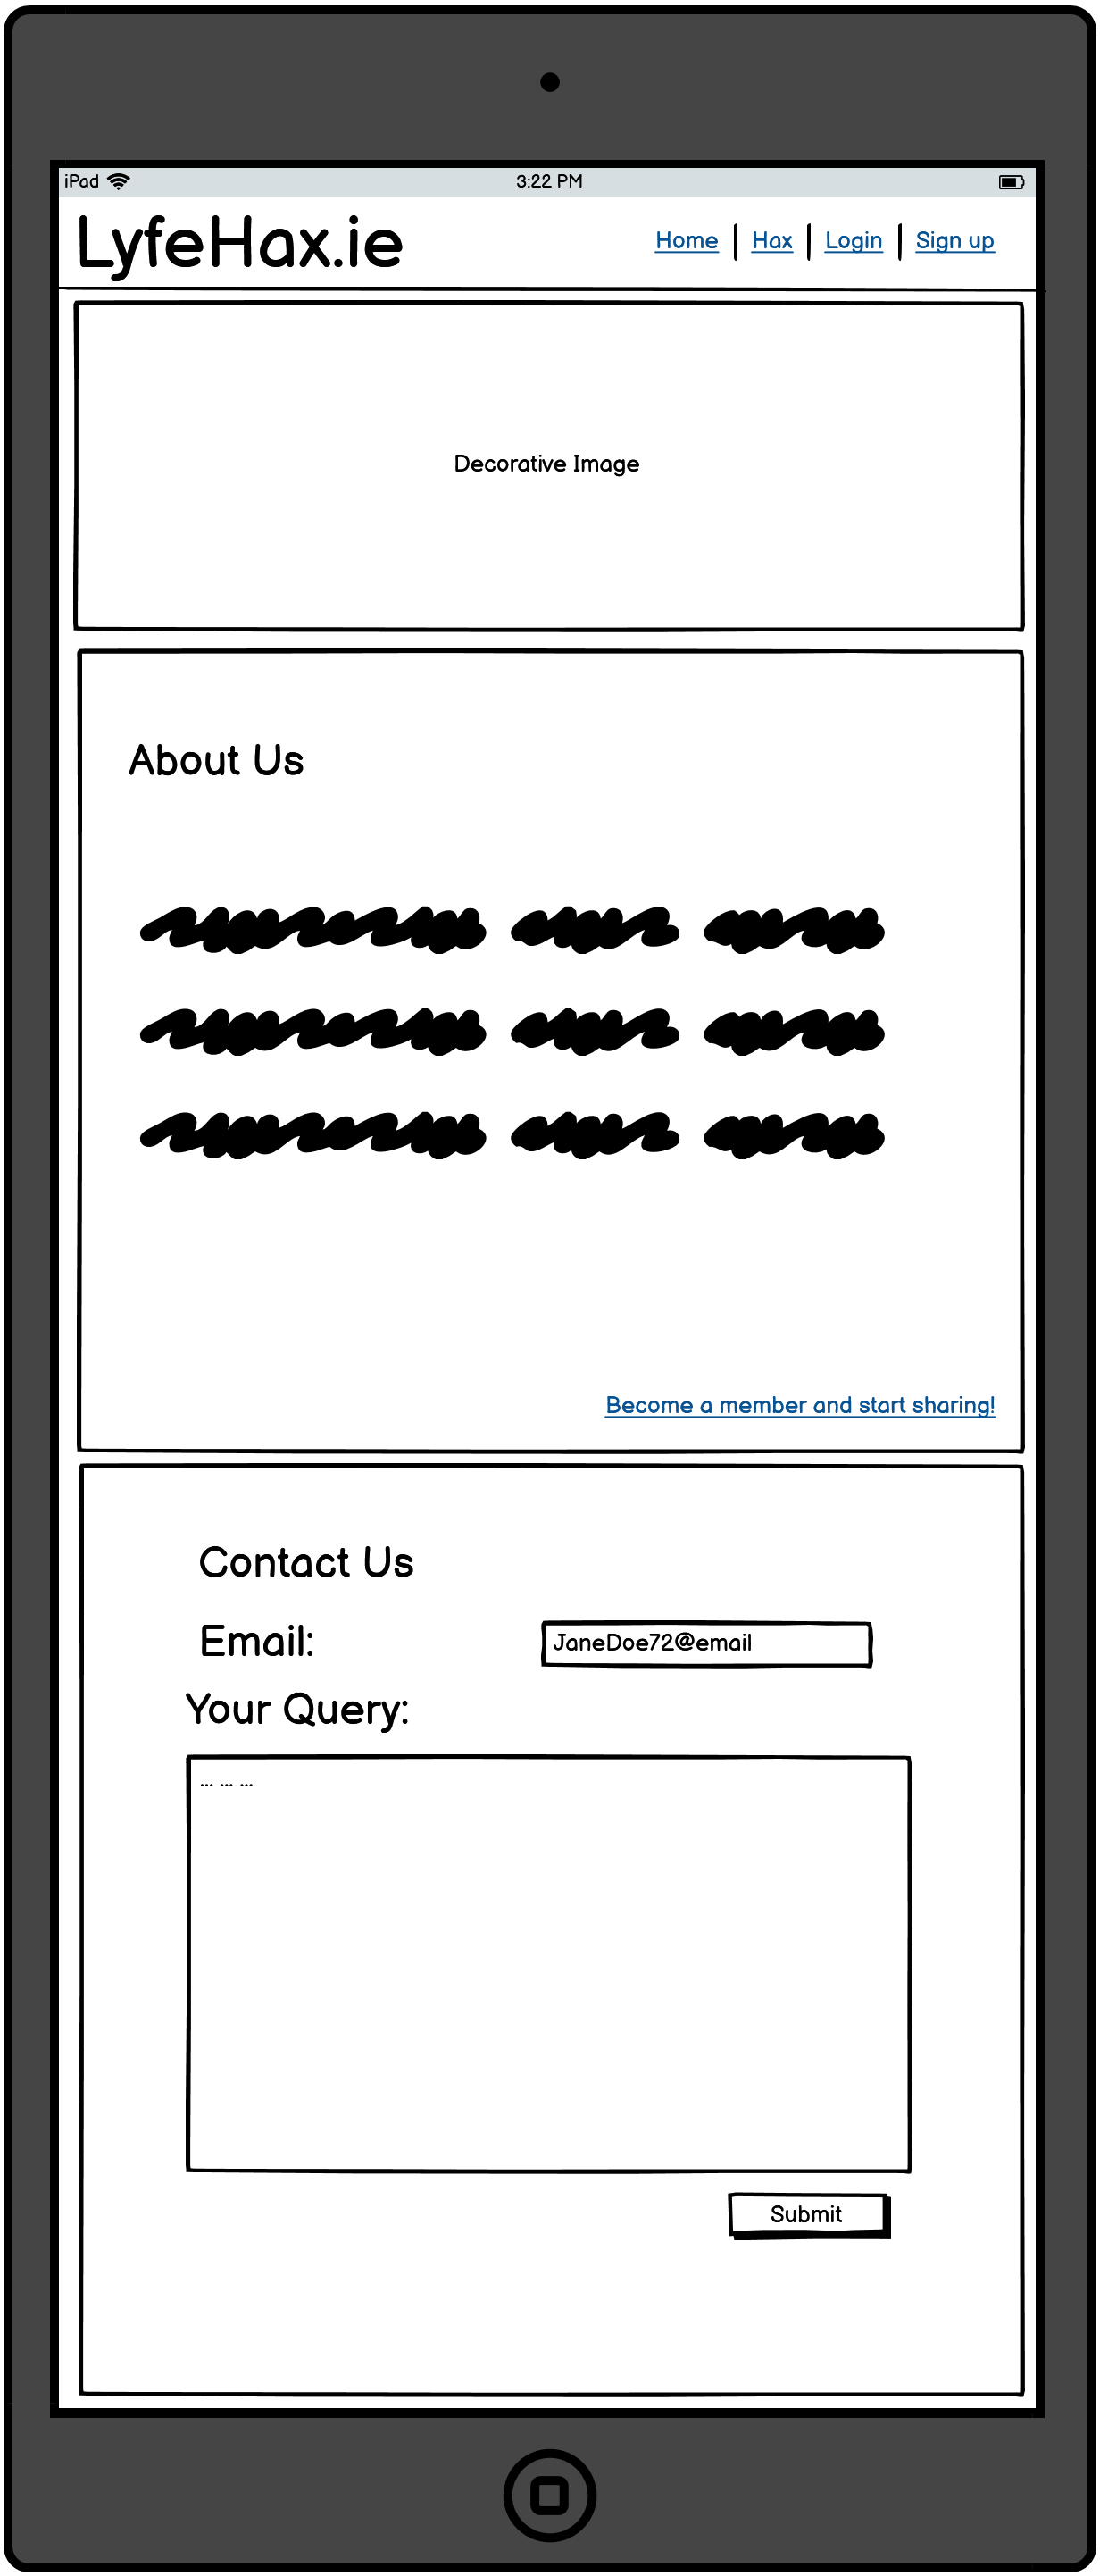 iPad 3:22 PM
LyfeHax.ie Home Hax Login Sign up
Decorative Image
About Us
Become a member and start sharing!
Contact Us
Email: JaneDoe72@email
Your Query:
... ... ...
Submit